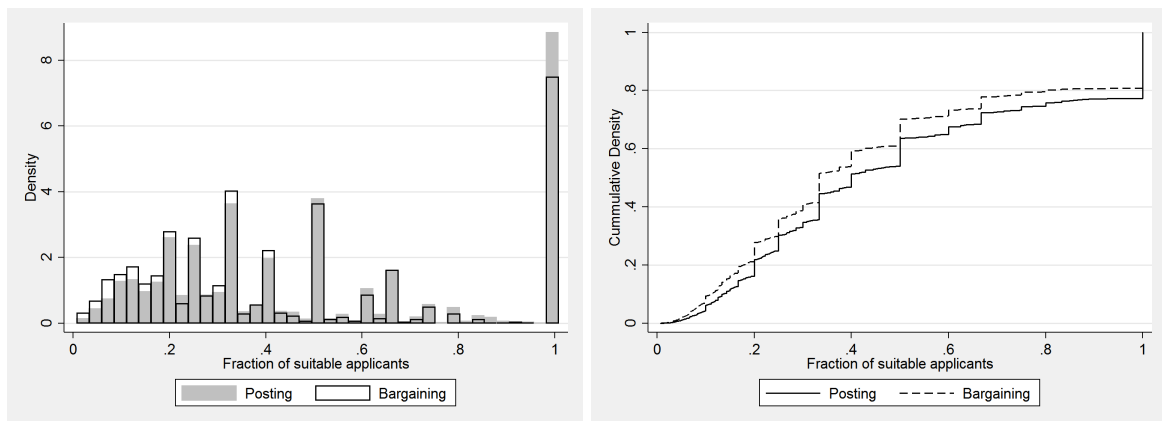 Density
8
6
4
2
0
0 .2 .4 .6 .8 1
Fraction of suitable applicants
Posting Bargaining
Cummulative Density
1
.8
.6
.4
.2
0
0 .2 .4 .6 .8 1
Fraction of suitable applicants
Posting Bargaining